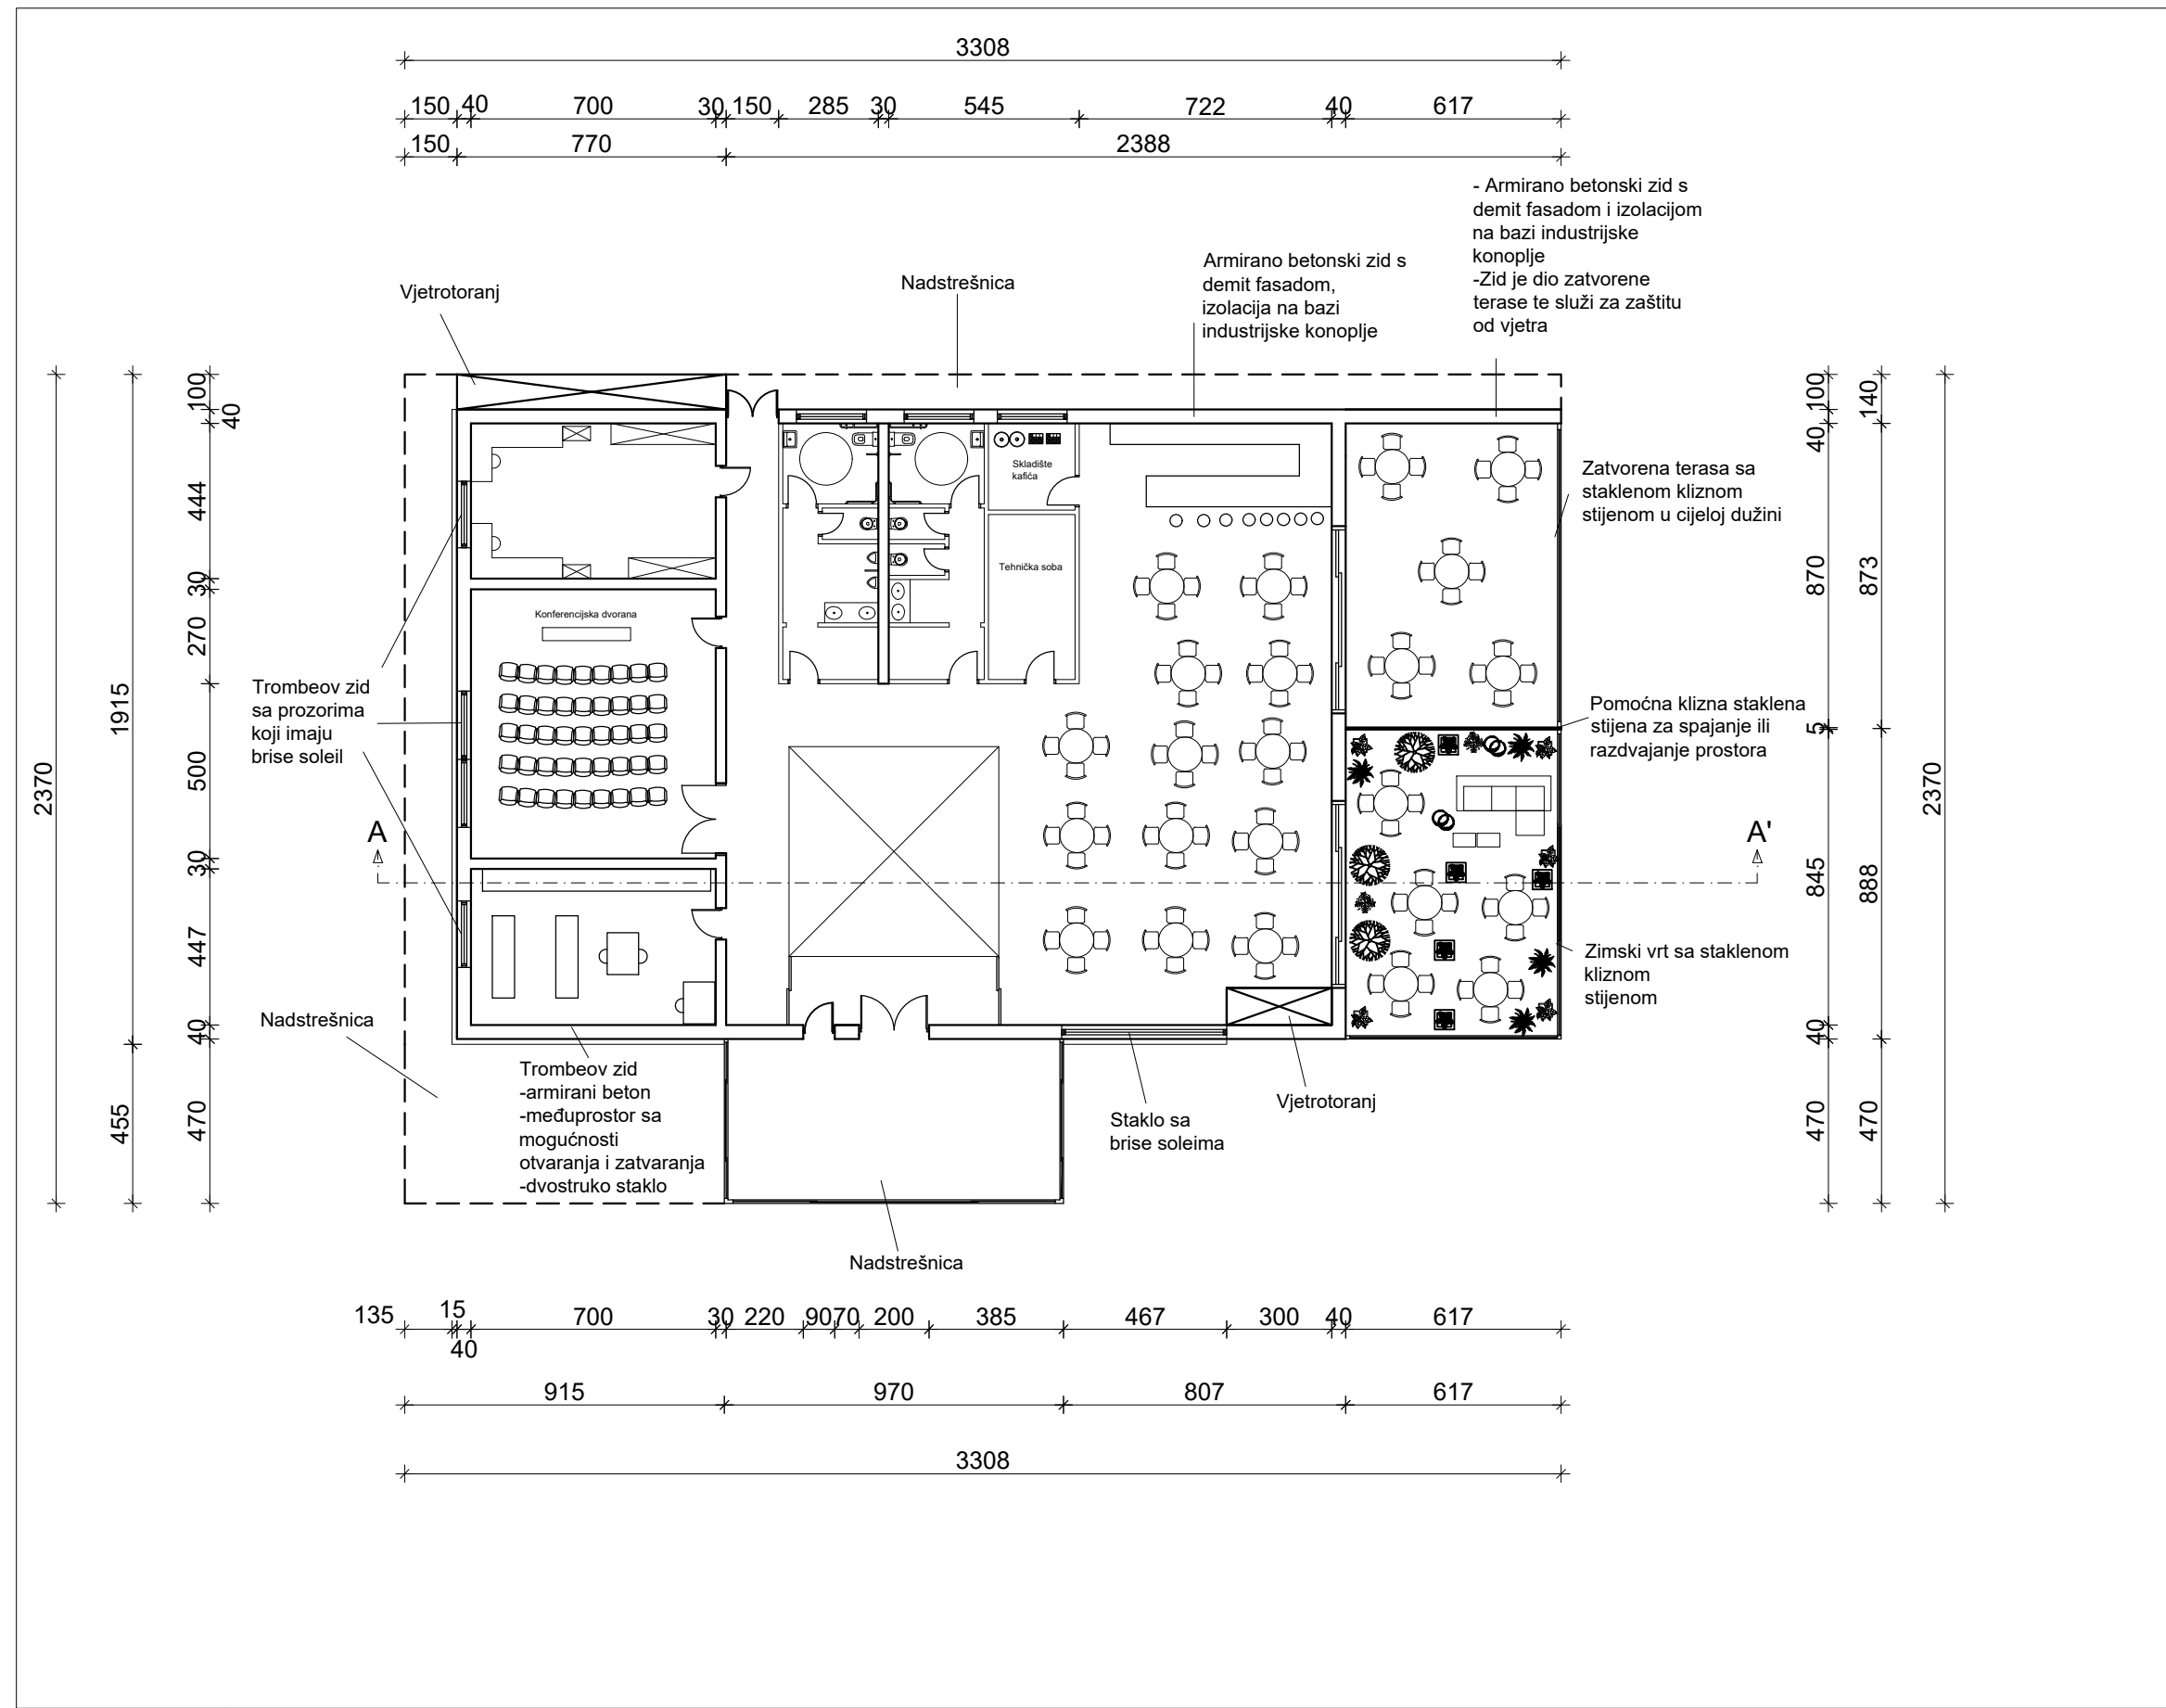 3308
150 40 700 30 150 285 30 545 722 40 617
150 770 2388
- Armirano betonski zid s
demit fasadom i izolacijom
na bazi industrijske
konoplje
-Zid je dio zatvorene
terase te služi za zaštitu
od vjetra
Armirano betonski zid s
demit fasadom,
izolacija na bazi
industrijske konoplje
Nadstrešnica
Vjetrotoranj
2370
1915
455
100
40
444
30
270
500
30
447
40
470
Skladište
kafića
Tehnička soba
Konferencijska dvorana
Trombeov zid
sa prozorima
koji imaju
brise soleil
Zatvorena terasa sa
staklenom kliznom
stijenom u cijeloj dužini
Pomoćna klizna staklena
stijena za spajanje ili
razdvajanje prostora
A
A'
Zimski vrt sa staklenom
kliznom
stijenom
100
40
870
5
845
40
470
140
873
888
470
2370
Nadstrešnica
Trombeov zid
-armirani beton
-međuprostor sa
mogućnosti
otvaranja i zatvaranja
-dvostruko staklo
Staklo sa
brise soleima
Vjetrotoranj
Nadstrešnica
135 15 40 700 30 220 90 70 200 385 467 300 40 617
915 970 807 617
3308